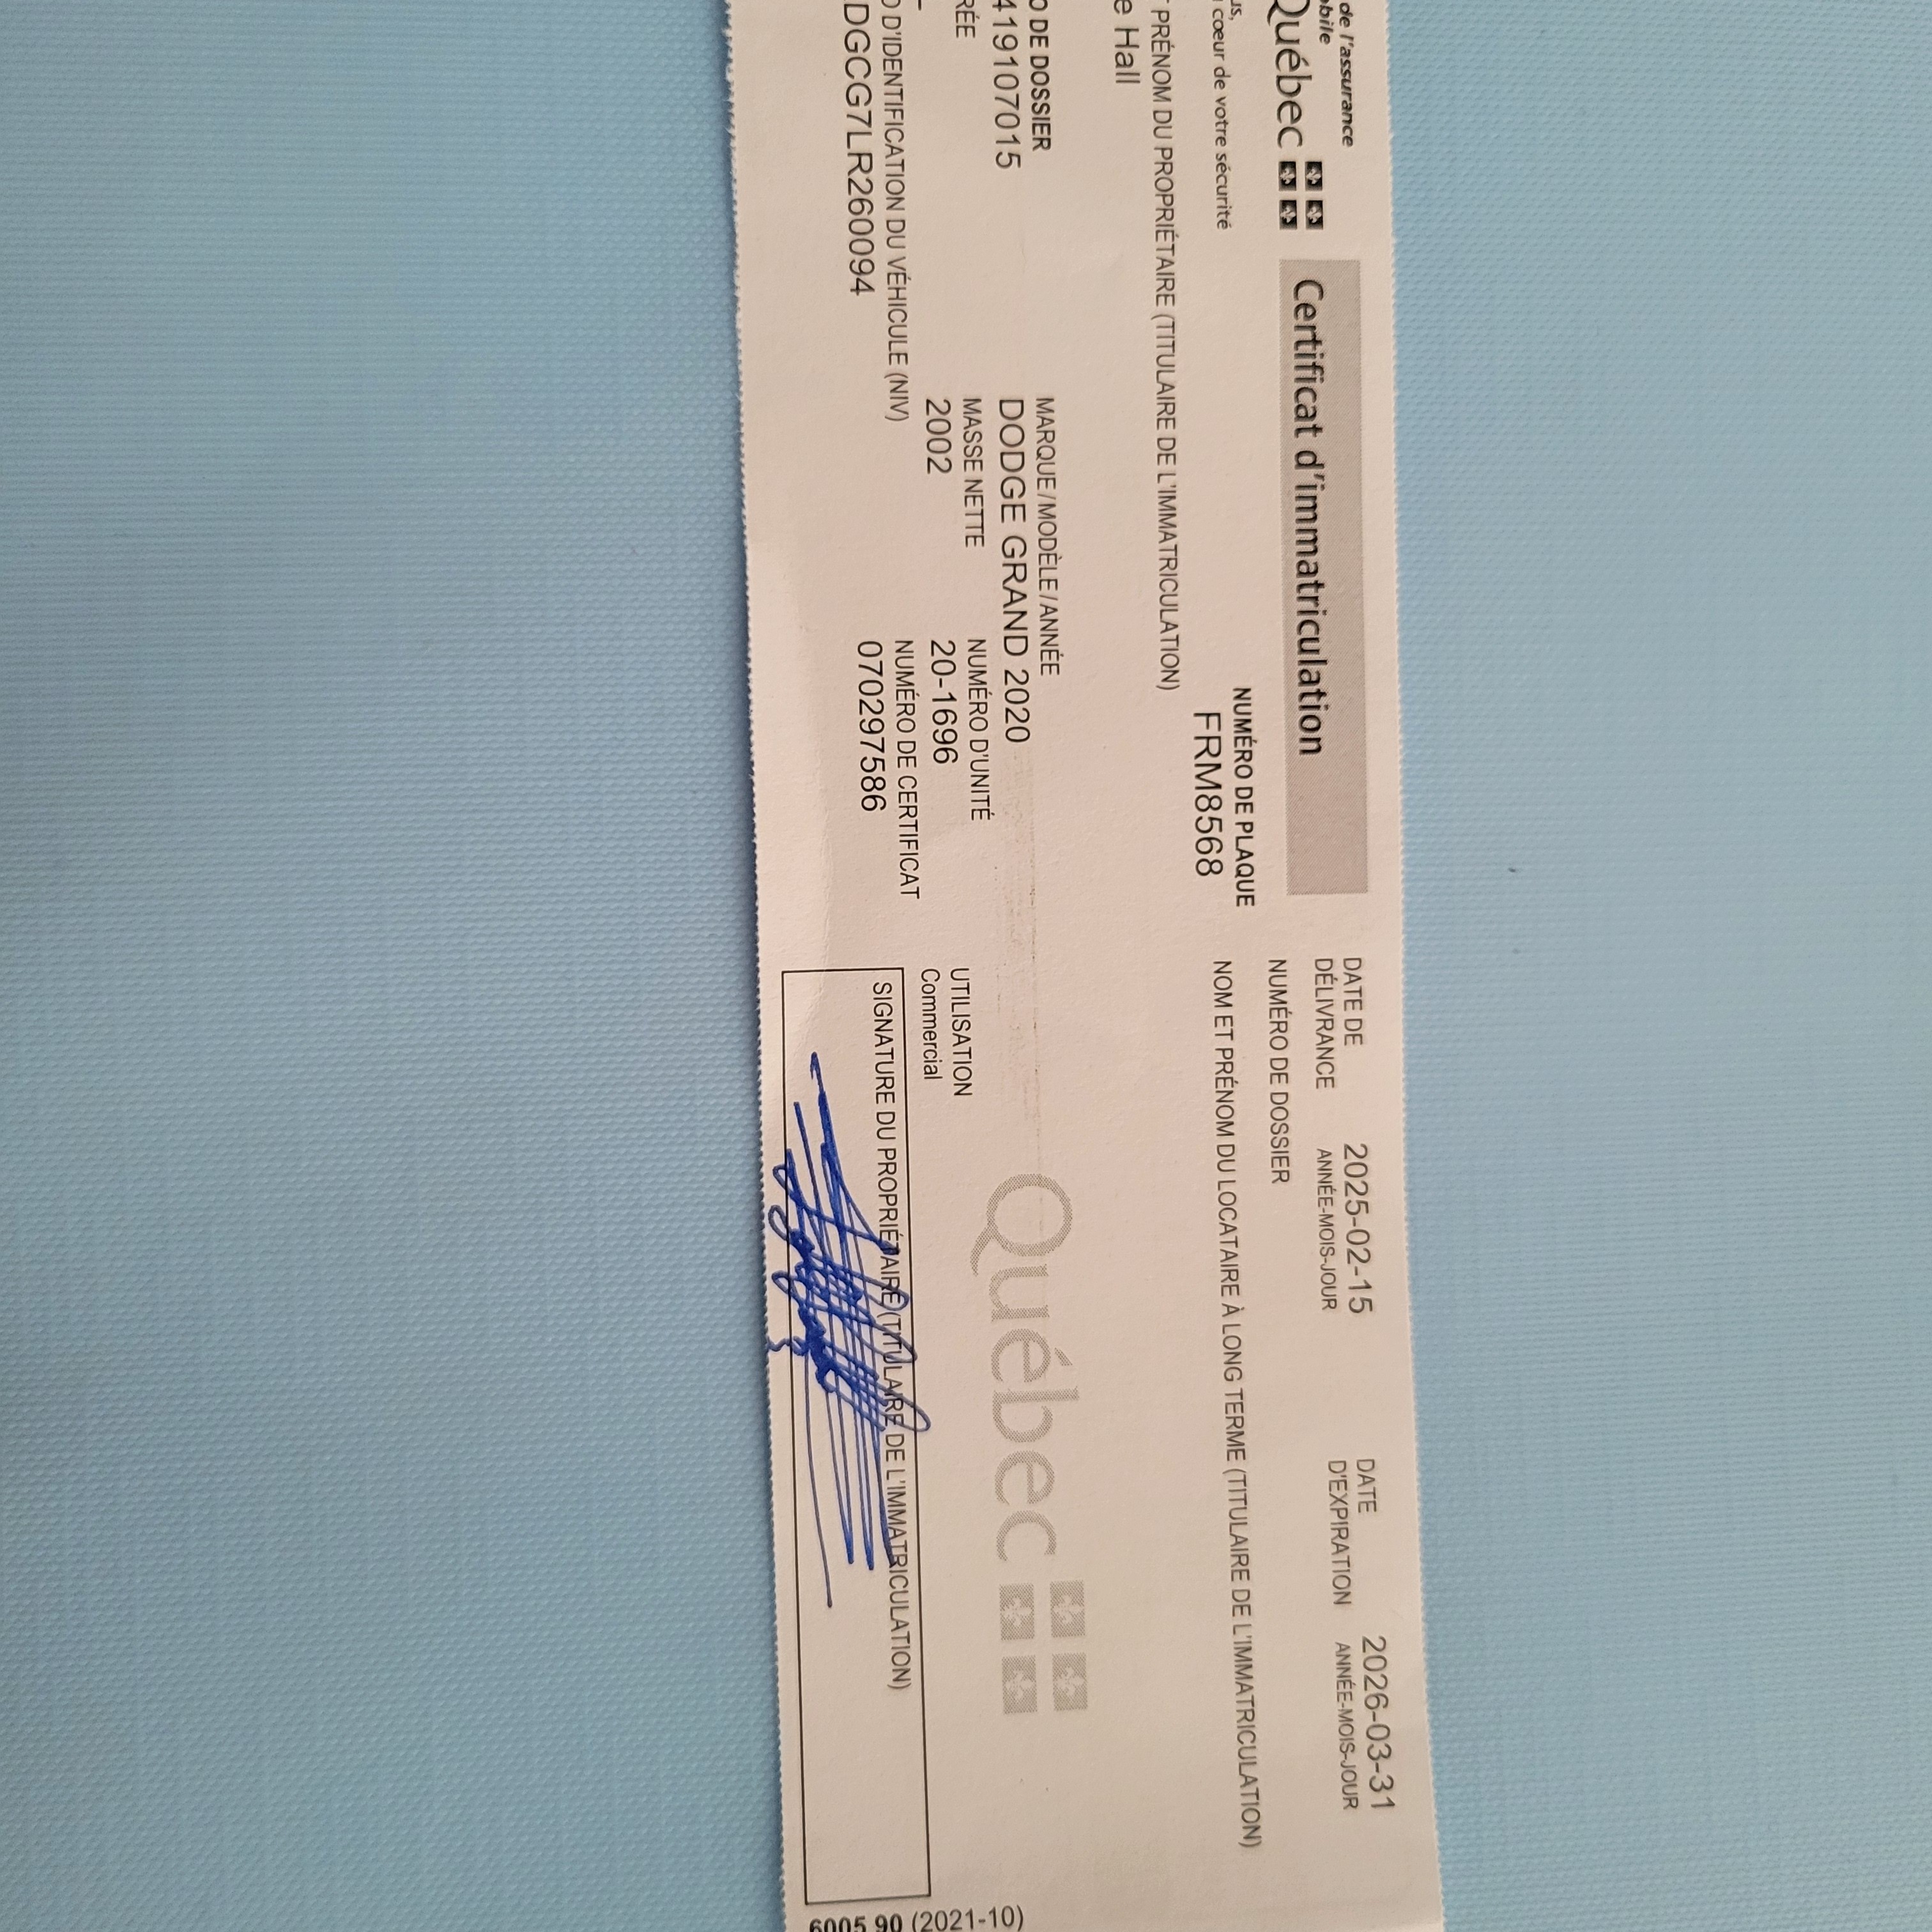 de l'assurance
Québec
Certificat d'immatriculation
DATE DE DÉLIVRANCE
2025-02-15
ANNÉE-MOIS-JOUR
DATE D'EXPIRATION
2026-03-31
ANNÉE-MOIS-JOUR
coeur de votre sécurité
NUMÉRO DE PLAQUE
FRM8568
NUMÉRO DE DOSSIER
PRÉNOM DU PROPRIÉTAIRE (TITULAIRE DE L'IMMATRICULATION)
e Hall
NOM ET PRÉNOM DU LOCATAIRE À LONG TERME (TITULAIRE DE L'IMMATRICULATION)
O DE DOSSIER
419107015
MARQUE/MODÈLE/ANNÉE
DODGE GRAND 2020
Québec
RÉE
MASSE NETTE
2002
NUMÉRO D'UNITÉ
20-1696
UTILISATION
Commercial
D'IDENTIFICATION DU VÉHICULE (NIV)
DGCG7LR260094
NUMÉRO DE CERTIFICAT
070297586
SIGNATURE DU PROPRIÉTAIRE (TITULAIRE DE L'IMMATRICULATION)
6005 90 (2021-10)